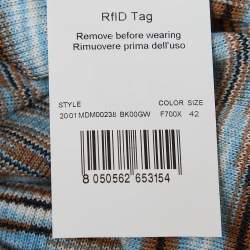 RfID Tag
Remove before wearing
Rimuovere prima dell'uso
STYLE COLOR SIZE
2001MDM00238 BK00GW F700X 42
8 050562 653154